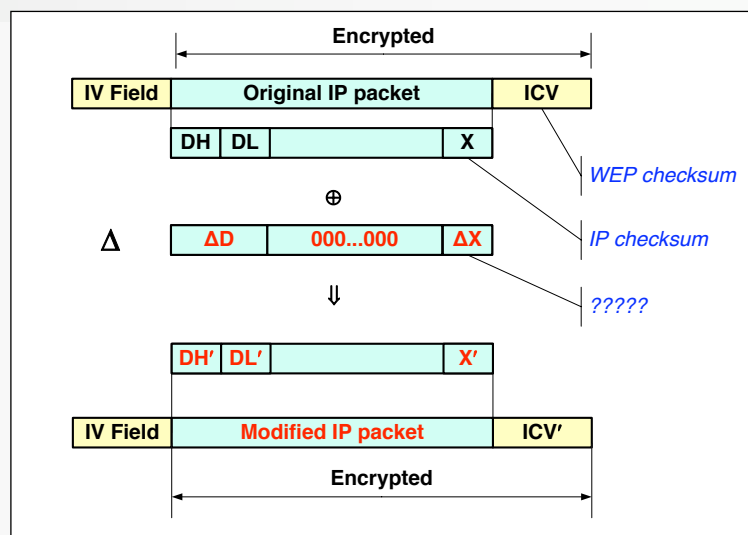 Encrypted
IV Field Original IP packet ICV
DH DL X
WEP checksum
⊕
Δ ΔD 000...000 ΔX IP checksum
?????
⇓
DH′ DL′ X′
IV Field Modified IP packet ICV′
Encrypted